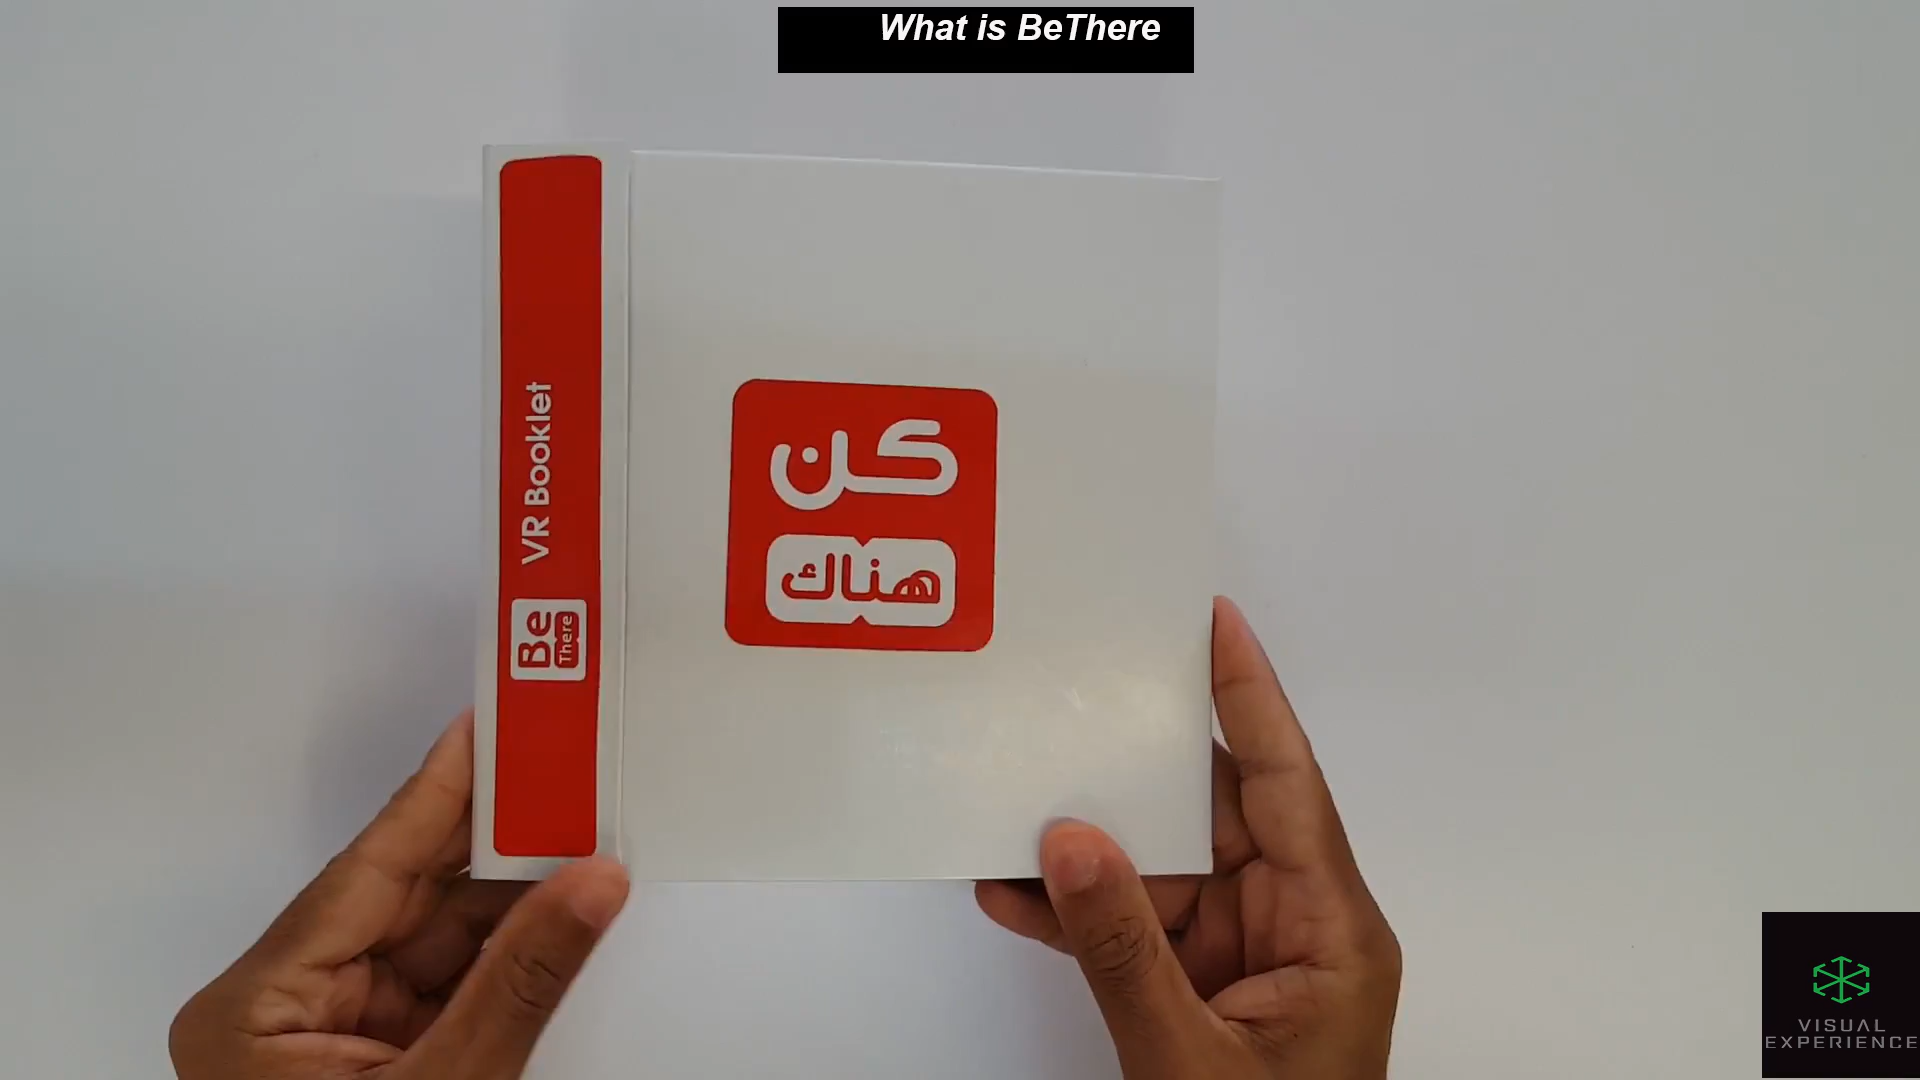 What is BeThere
VR Booklet
Be
There
كن
هناك
VISUAL
EXPERIENCE